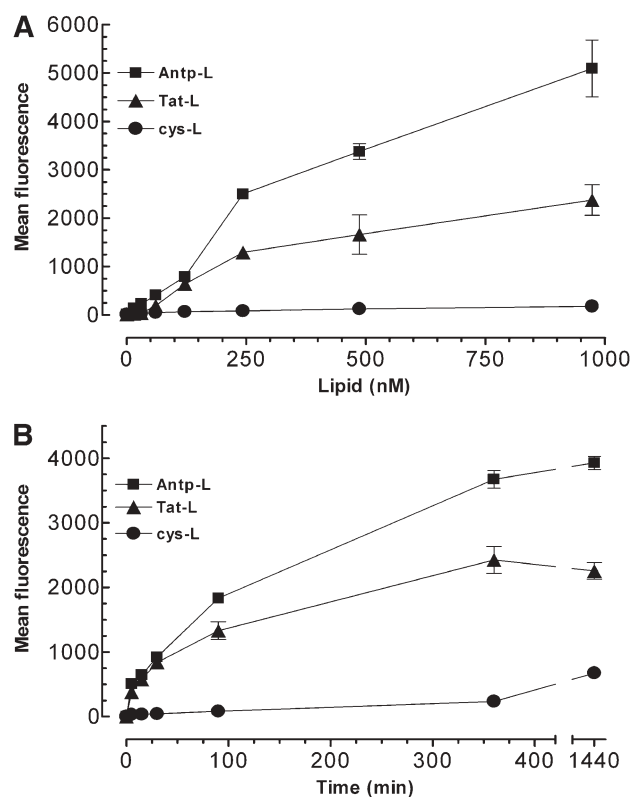 A
Mean fluorescence
6000
5000
4000
3000
2000
1000
0
Antp-L
Tat-L
cys-L
0 250 500 750 1000
Lipid (nM)
B
Mean fluorescence
4000
3000
2000
1000
0
Antp-L
Tat-L
cys-L
0 100 200 300 400 1440
Time (min)